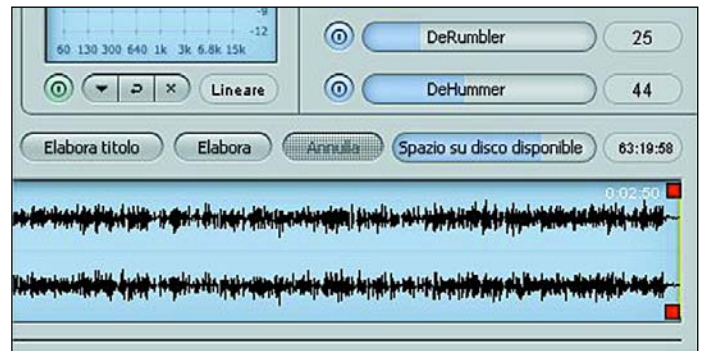 -9
-12
60 130 300 640 1k 3k 6.8k 15k
DeRumbler 25
Lineare DeHummer 44
Elabora titolo Elabora Annulla Spazio su disco disponible 63:19:58
0:02:50